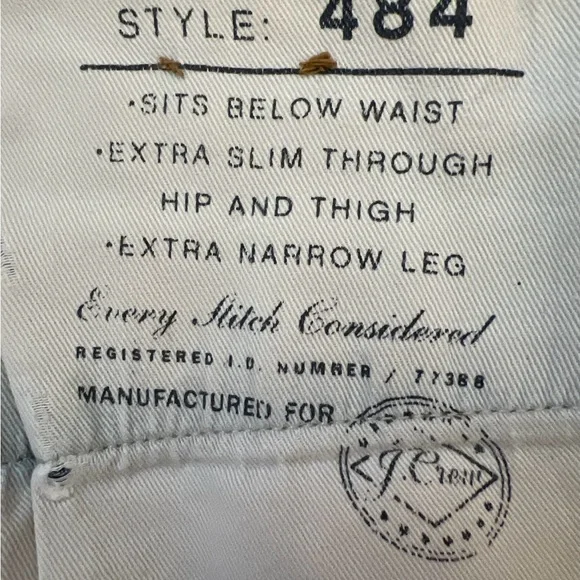 STYLE: 484
·SITS BELOW WAIST
·EXTRA SLIM THROUGH
HIP AND THIGH
·EXTRA NARROW LEG
Every Stitch Considered
REGISTERED I.D. NUMBER / 77388
MANUFACTURED FOR
J.Crew